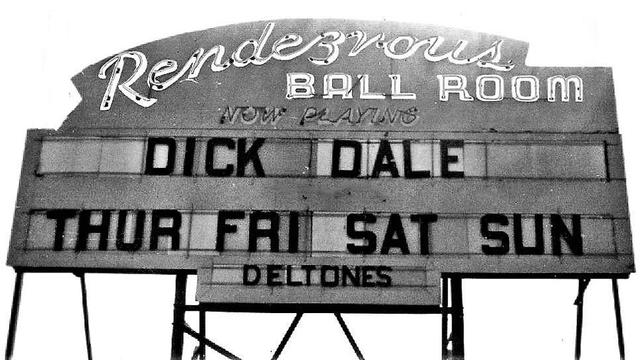 Rendezvous
BALL ROOM
NOW PLAYING
DICK DALE
THUR FRI SAT SUN
DELTONES